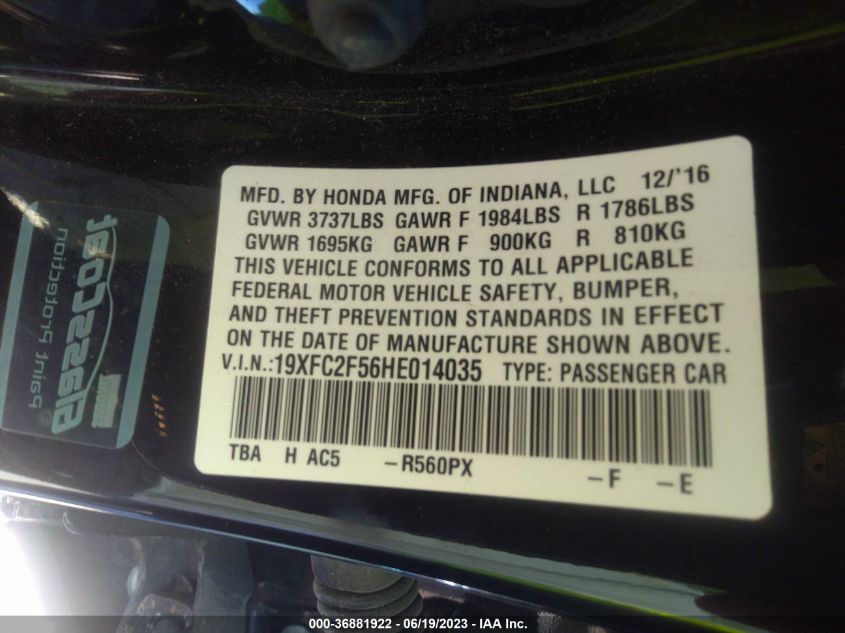 MFD. BY HONDA MFG. OF INDIANA, LLC 12/'16
GVWR 3737LBS GAWR F 1984LBS R 1786LBS
GVWR 1695KG GAWR F 900KG R 810KG
THIS VEHICLE CONFORMS TO ALL APPLICABLE
FEDERAL MOTOR VEHICLE SAFETY, BUMPER,
AND THEFT PREVENTION STANDARDS IN EFFECT
ON THE DATE OF MANUFACTURE SHOWN ABOVE.
V.I.N.:19XFC2F56HE014035 TYPE: PASSENGER CAR
TBA H AC5 -R560PX -F -E
GlassCoat
Paint Protection
000-36881922 - 06/19/2023 - IAA Inc.